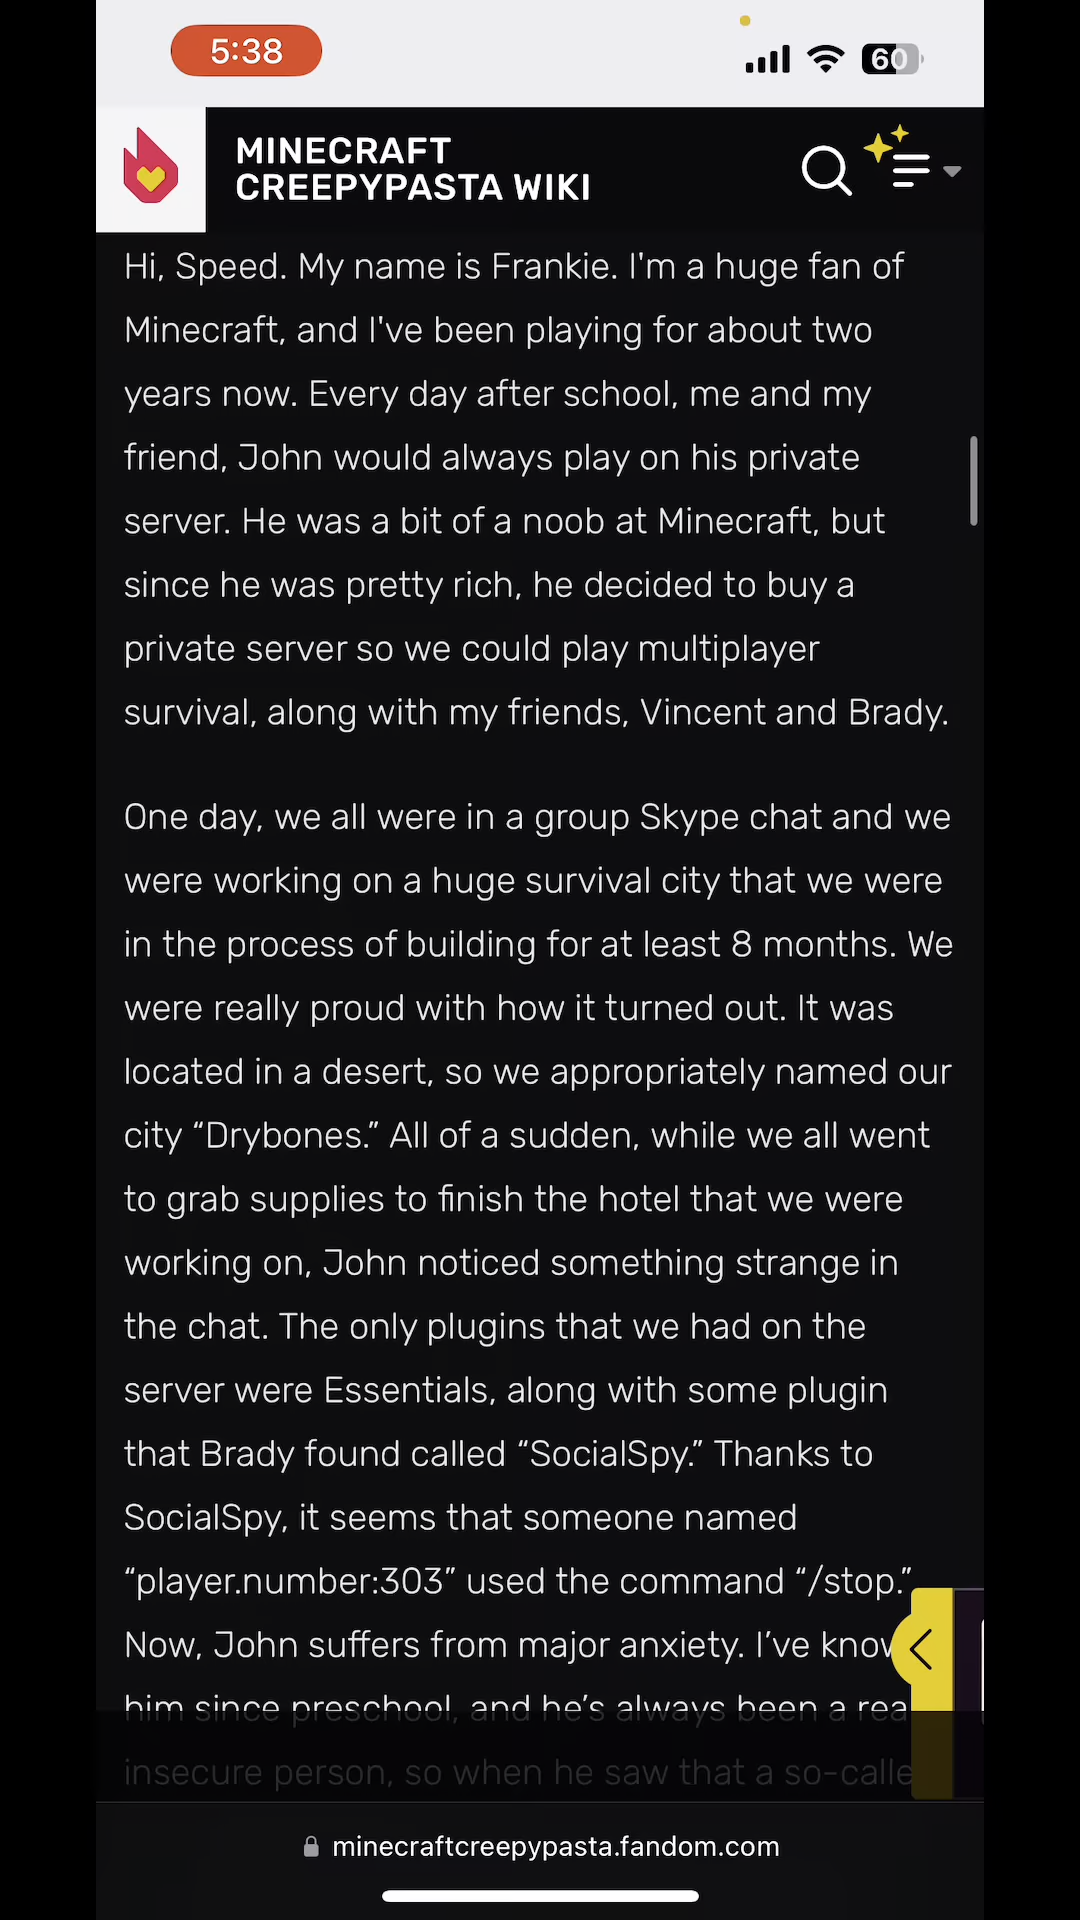 5:38
60
MINECRAFT
CREEPYPASTA WIKI
Hi, Speed. My name is Frankie. I'm a huge fan of
Minecraft, and I've been playing for about two
years now. Every day after school, me and my
friend, John would always play on his private
server. He was a bit of a noob at Minecraft, but
since he was pretty rich, he decided to buy a
private server so we could play multiplayer
survival, along with my friends, Vincent and Brady.
One day, we all were in a group Skype chat and we
were working on a huge survival city that we were
in the process of building for at least 8 months. We
were really proud with how it turned out. It was
located in a desert, so we appropriately named our
city “Drybones.” All of a sudden, while we all went
to grab supplies to finish the hotel that we were
working on, John noticed something strange in
the chat. The only plugins that we had on the
server were Essentials, along with some plugin
that Brady found called “SocialSpy.” Thanks to
SocialSpy, it seems that someone named
“player.number:303” used the command “/stop.”
Now, John suffers from major anxiety. I’ve know
him since preschool, and he’s always been a rea
insecure person, so when he saw that a so-calle
minecraftcreepypasta.fandom.com